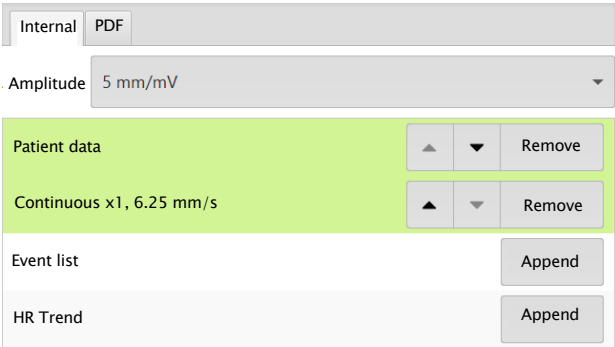 Internal PDF
Amplitude 5 mm/mV
Patient data Remove
Continuous x1, 6.25 mm/s Remove
Event list Append
HR Trend Append